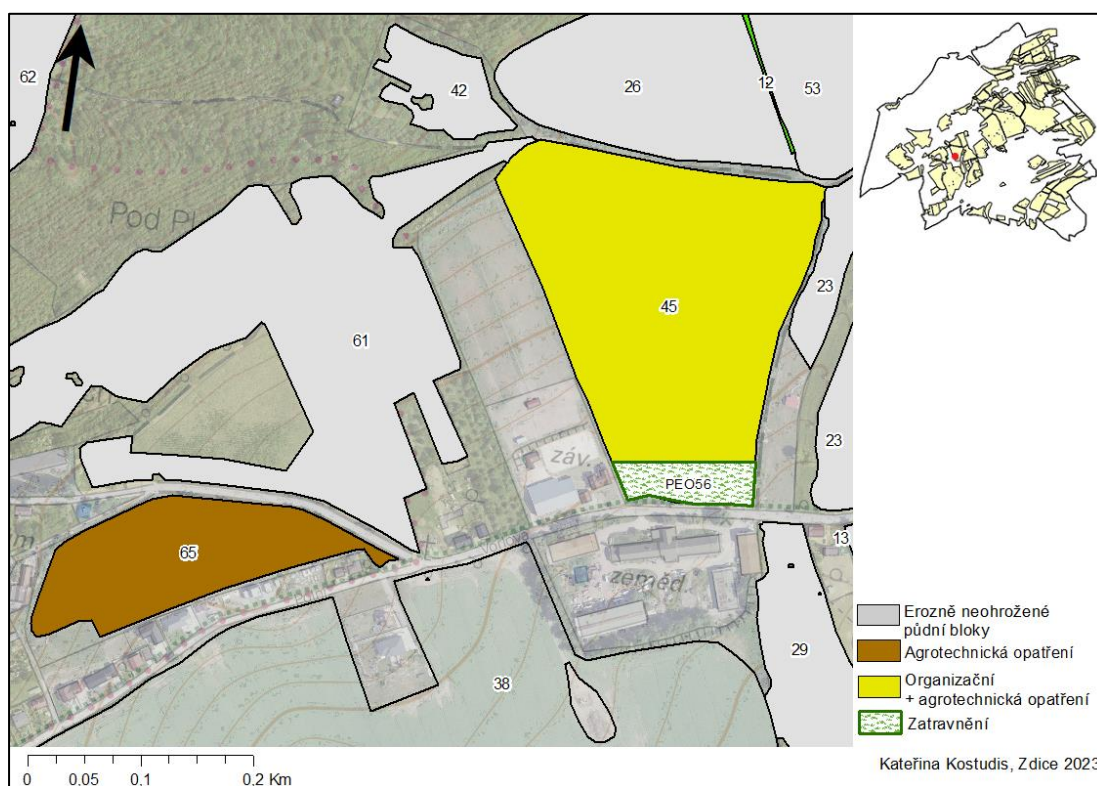 62
42
26
12
53
Pod Pl
45
23
61
23
záv.
PEO56
65
Volova
13
zeměd.
29
38
0 0,05 0,1 0,2 Km
Erozně neohrožené
půdní bloky
Agrotechnická opatření
Organizační
+ agrotechnická opatření
Zatravnění
Kateřina Kostudis, Zdice 2023